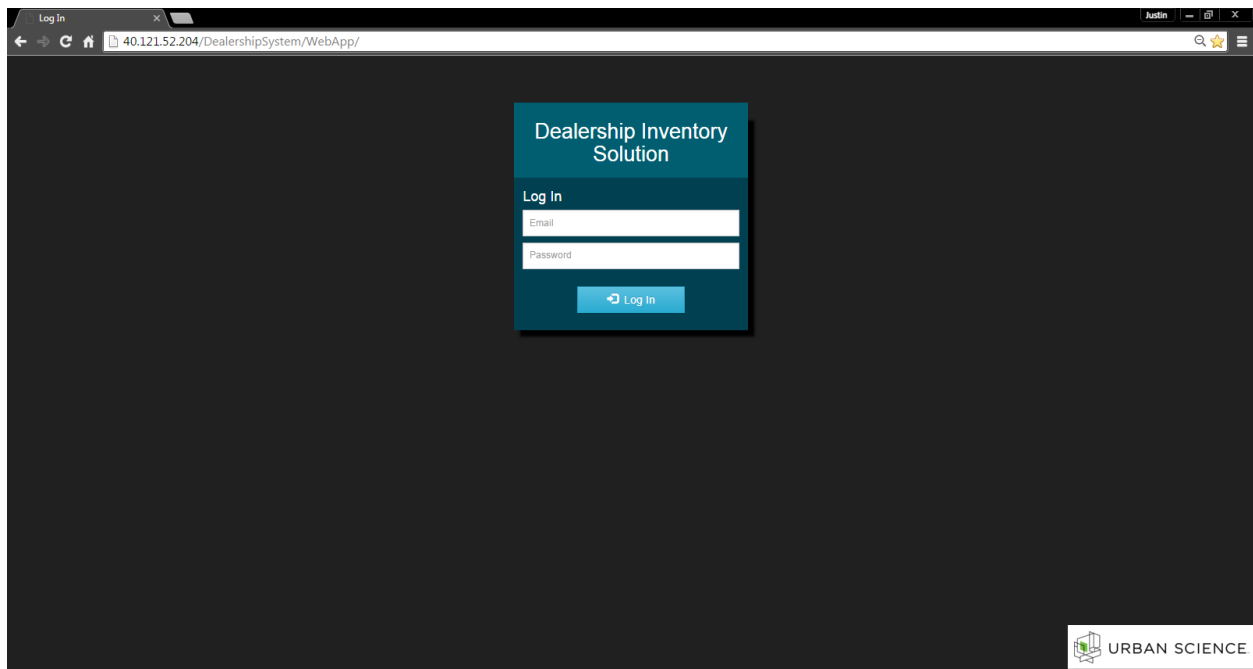 Log In
Justin
40.121.52.204/DealershipSystem/WebApp/
Dealership Inventory
Solution
Log In
Email
Password
Log In
URBAN SCIENCE